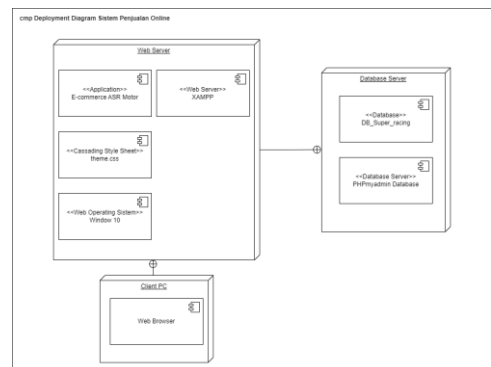 cmp Deployment Diagram Sistem Penjualan Online
Web Server
<<Application>>
E-commerce ASR Motor
<<Web Server>>
XAMPP
<<Cassading Style Sheet>>
theme.css
<<Web Operating Sistem>>
Window 10
Database Server
<<Database>>
DB_Super_racing
<<Database Server>>
PHPmyadmin Database
Client PC
Web Browser